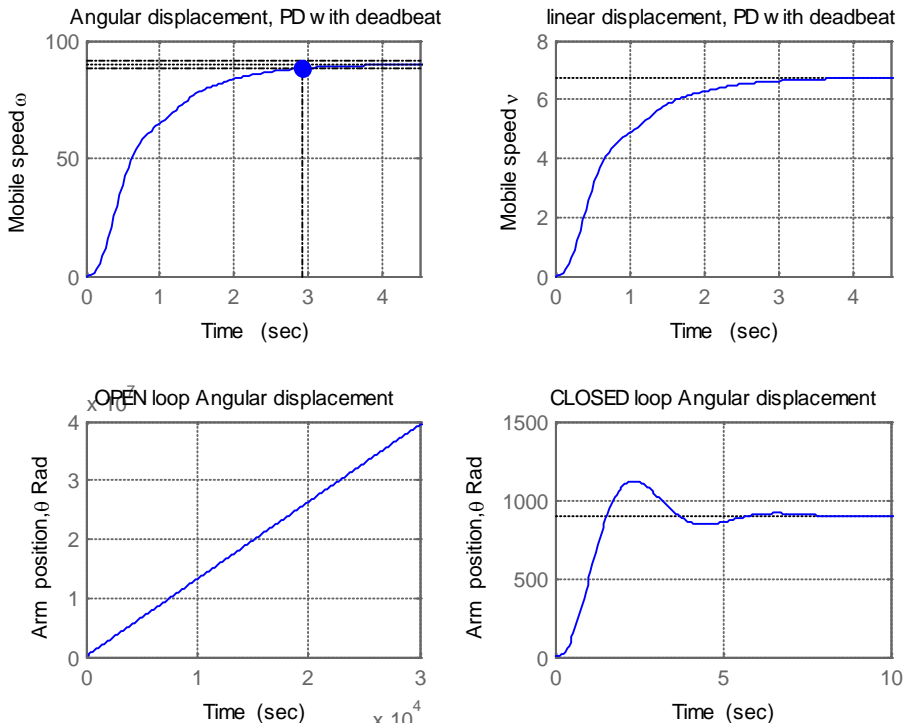 Angular displacement, PD with deadbeat
100
50
0
Mobile speed ω
0 1 2 3 4
Time (sec)
linear displacement, PD with deadbeat
8
6
4
2
0
Mobile speed ν
0 1 2 3 4
Time (sec)
x 10^7
OPEN loop Angular displacement
4
3
2
1
0
Arm position,θ Rad
0 1 2 3
Time (sec)
x 10^4
CLOSED loop Angular displacement
1500
1000
500
0
Arm position,θ Rad
0 5 10
Time (sec)